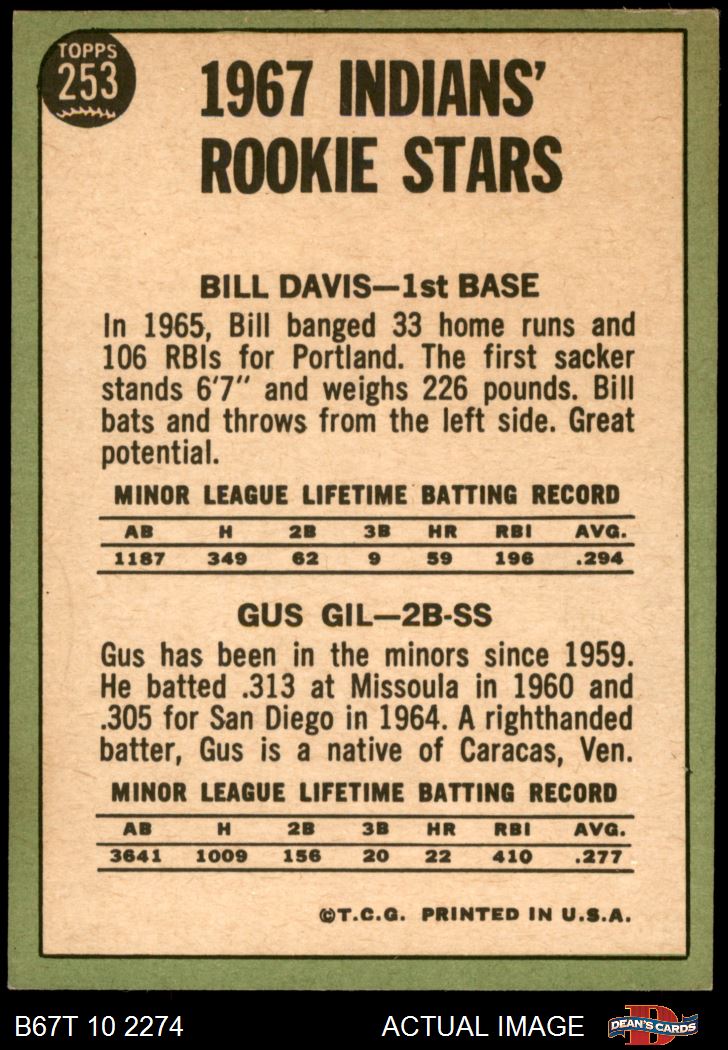 TOPPS
253
1967 INDIANS'
ROOKIE STARS
BILL DAVIS—1st BASE
In 1965, Bill banged 33 home runs and
106 RBIs for Portland. The first sacker
stands 6'7" and weighs 226 pounds. Bill
bats and throws from the left side. Great
potential.
MINOR LEAGUE LIFETIME BATTING RECORD
AB H 2B 3B HR RBI AVG.
1187 349 62 9 59 196 .294
GUS GIL—2B-SS
Gus has been in the minors since 1959.
He batted .313 at Missoula in 1960 and
.305 for San Diego in 1964. A righthanded
batter, Gus is a native of Caracas, Ven.
MINOR LEAGUE LIFETIME BATTING RECORD
AB H 2B 3B HR RBI AVG.
3641 1009 156 20 22 410 .277
©T.C.G. PRINTED IN U.S.A.
B67T 10 2274 ACTUAL IMAGE DEAN'S CARDS